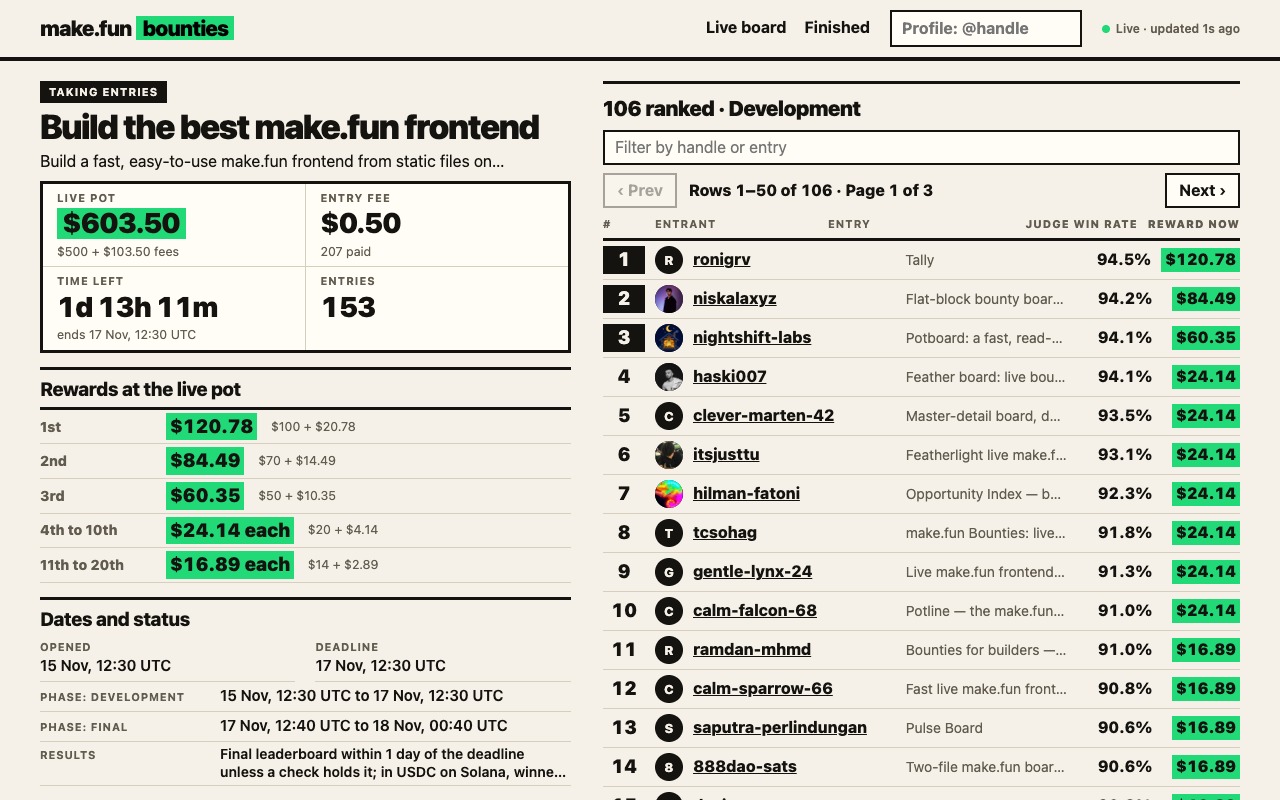 make.fun bounties
Live board
Finished
Profile: @handle
Live · updated 1s ago
TAKING ENTRIES
Build the best make.fun frontend
Build a fast, easy-to-use make.fun frontend from static files on...
LIVE POT
$603.50
$500 + $103.50 fees
ENTRY FEE
$0.50
207 paid
TIME LEFT
1d 13h 11m
ends 17 Nov, 12:30 UTC
ENTRIES
153
Rewards at the live pot
1st $120.78 $100 + $20.78
2nd $84.49 $70 + $14.49
3rd $60.35 $50 + $10.35
4th to 10th $24.14 each $20 + $4.14
11th to 20th $16.89 each $14 + $2.89
Dates and status
OPENED
15 Nov, 12:30 UTC
DEADLINE
17 Nov, 12:30 UTC
PHASE: DEVELOPMENT 15 Nov, 12:30 UTC to 17 Nov, 12:30 UTC
PHASE: FINAL 17 Nov, 12:40 UTC to 18 Nov, 00:40 UTC
RESULTS Final leaderboard within 1 day of the deadline
unless a check holds it; in USDC on Solana, winne...
106 ranked · Development
Filter by handle or entry
‹ Prev Rows 1–50 of 106 · Page 1 of 3 Next ›
# ENTRANT ENTRY JUDGE WIN RATE REWARD NOW
1 R ronigrv Tally 94.5% $120.78
2 niskalaxyz Flat-block bounty boar... 94.2% $84.49
3 nightshift-labs Potboard: a fast, read-... 94.1% $60.35
4 haski007 Feather board: live bou... 94.1% $24.14
5 C clever-marten-42 Master-detail board, d... 93.5% $24.14
6 itsjusttu Featherlight live make.f... 93.1% $24.14
7 hilman-fatoni Opportunity Index — b... 92.3% $24.14
8 T tcsohag make.fun Bounties: live... 91.8% $24.14
9 G gentle-lynx-24 Live make.fun frontend... 91.3% $24.14
10 C calm-falcon-68 Potline — the make.fun... 91.0% $24.14
11 R ramdan-mhmd Bounties for builders —... 91.0% $16.89
12 C calm-sparrow-66 Fast live make.fun front... 90.8% $16.89
13 S saputra-perlindungan Pulse Board 90.6% $16.89
14 8 888dao-sats Two-file make.fun boar... 90.6% $16.89